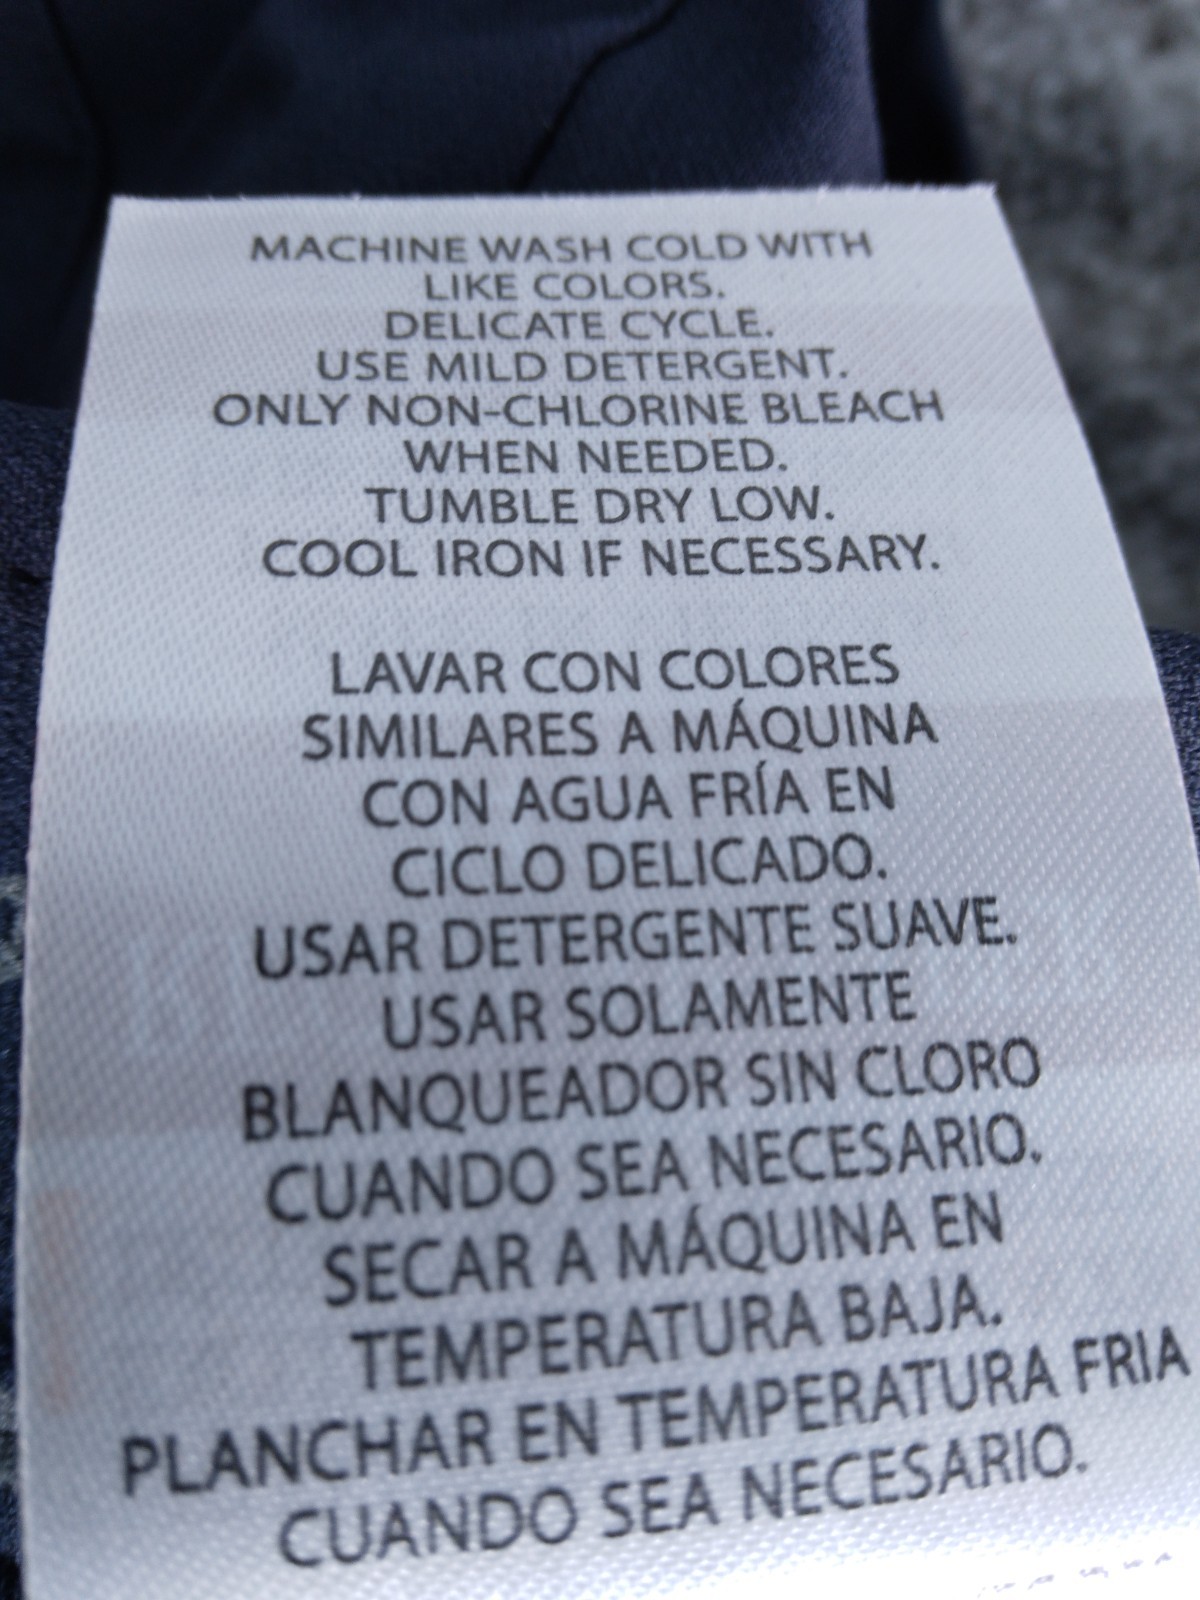 MACHINE WASH COLD WITH
LIKE COLORS.
DELICATE CYCLE.
USE MILD DETERGENT.
ONLY NON-CHLORINE BLEACH
WHEN NEEDED.
TUMBLE DRY LOW.
COOL IRON IF NECESSARY.
LAVAR CON COLORES
SIMILARES A MÁQUINA
CON AGUA FRÍA EN
CICLO DELICADO.
USAR DETERGENTE SUAVE.
USAR SOLAMENTE
BLANQUEADOR SIN CLORO
CUANDO SEA NECESARIO.
SECAR A MÁQUINA EN
TEMPERATURA BAJA.
PLANCHAR EN TEMPERATURA FRIA
CUANDO SEA NECESARIO.